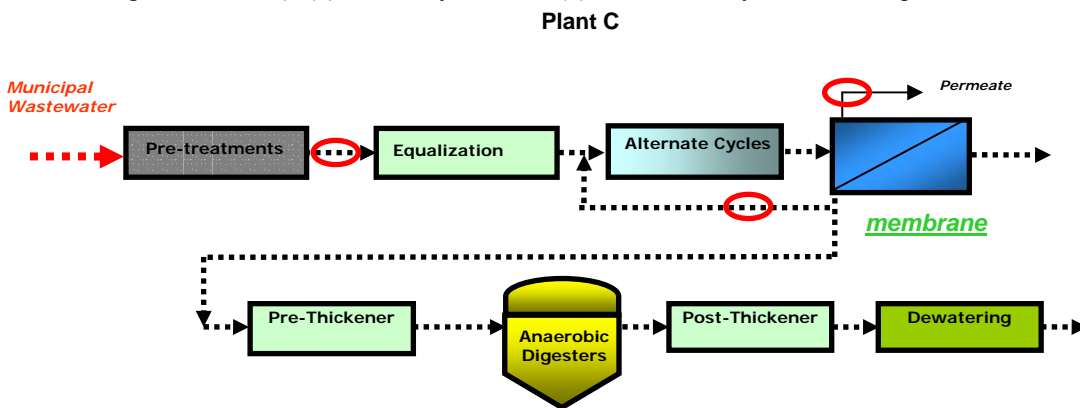 Plant C
Municipal
Wastewater
Permeate
Pre-treatments
Equalization
Alternate Cycles
membrane
Pre-Thickener
Anaerobic
Digesters
Post-Thickener
Dewatering